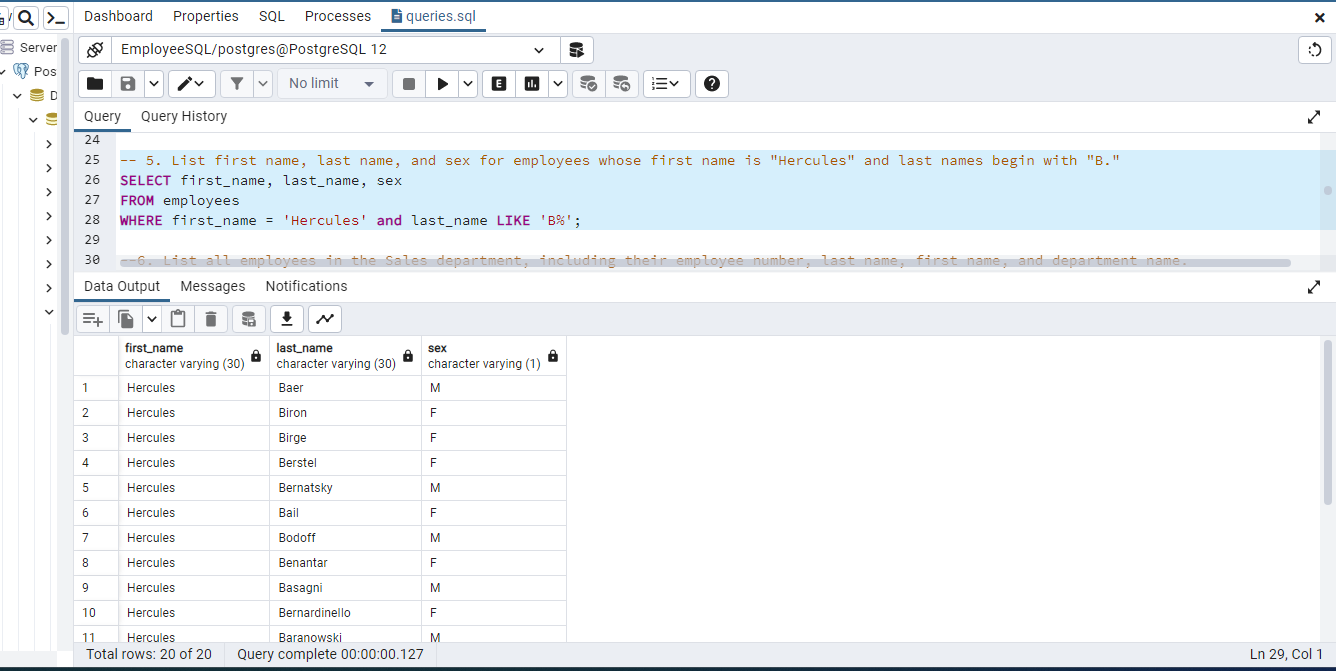 Dashboard Properties SQL Processes queries.sql
Server
EmployeeSQL/postgres@PostgreSQL 12
Pos
No limit
E
D
Query Query History
24
25 -- 5. List first name, last name, and sex for employees whose first name is "Hercules" and last names begin with "B."
26 SELECT first_name, last_name, sex
27 FROM employees
28 WHERE first_name = 'Hercules' and last_name LIKE 'B%';
29
30 --6. List all employees in the Sales department, including their employee number, last name, first name, and department name.
Data Output Messages Notifications
first_name last_name sex
character varying (30) character varying (30) character varying (1)
1 Hercules Baer M
2 Hercules Biron F
3 Hercules Birge F
4 Hercules Berstel F
5 Hercules Bernatsky M
6 Hercules Bail F
7 Hercules Bodoff M
8 Hercules Benantar F
9 Hercules Basagni M
10 Hercules Bernardinello F
11 Hercules Baranowski M
Total rows: 20 of 20 Query complete 00:00:00.127 Ln 29, Col 1